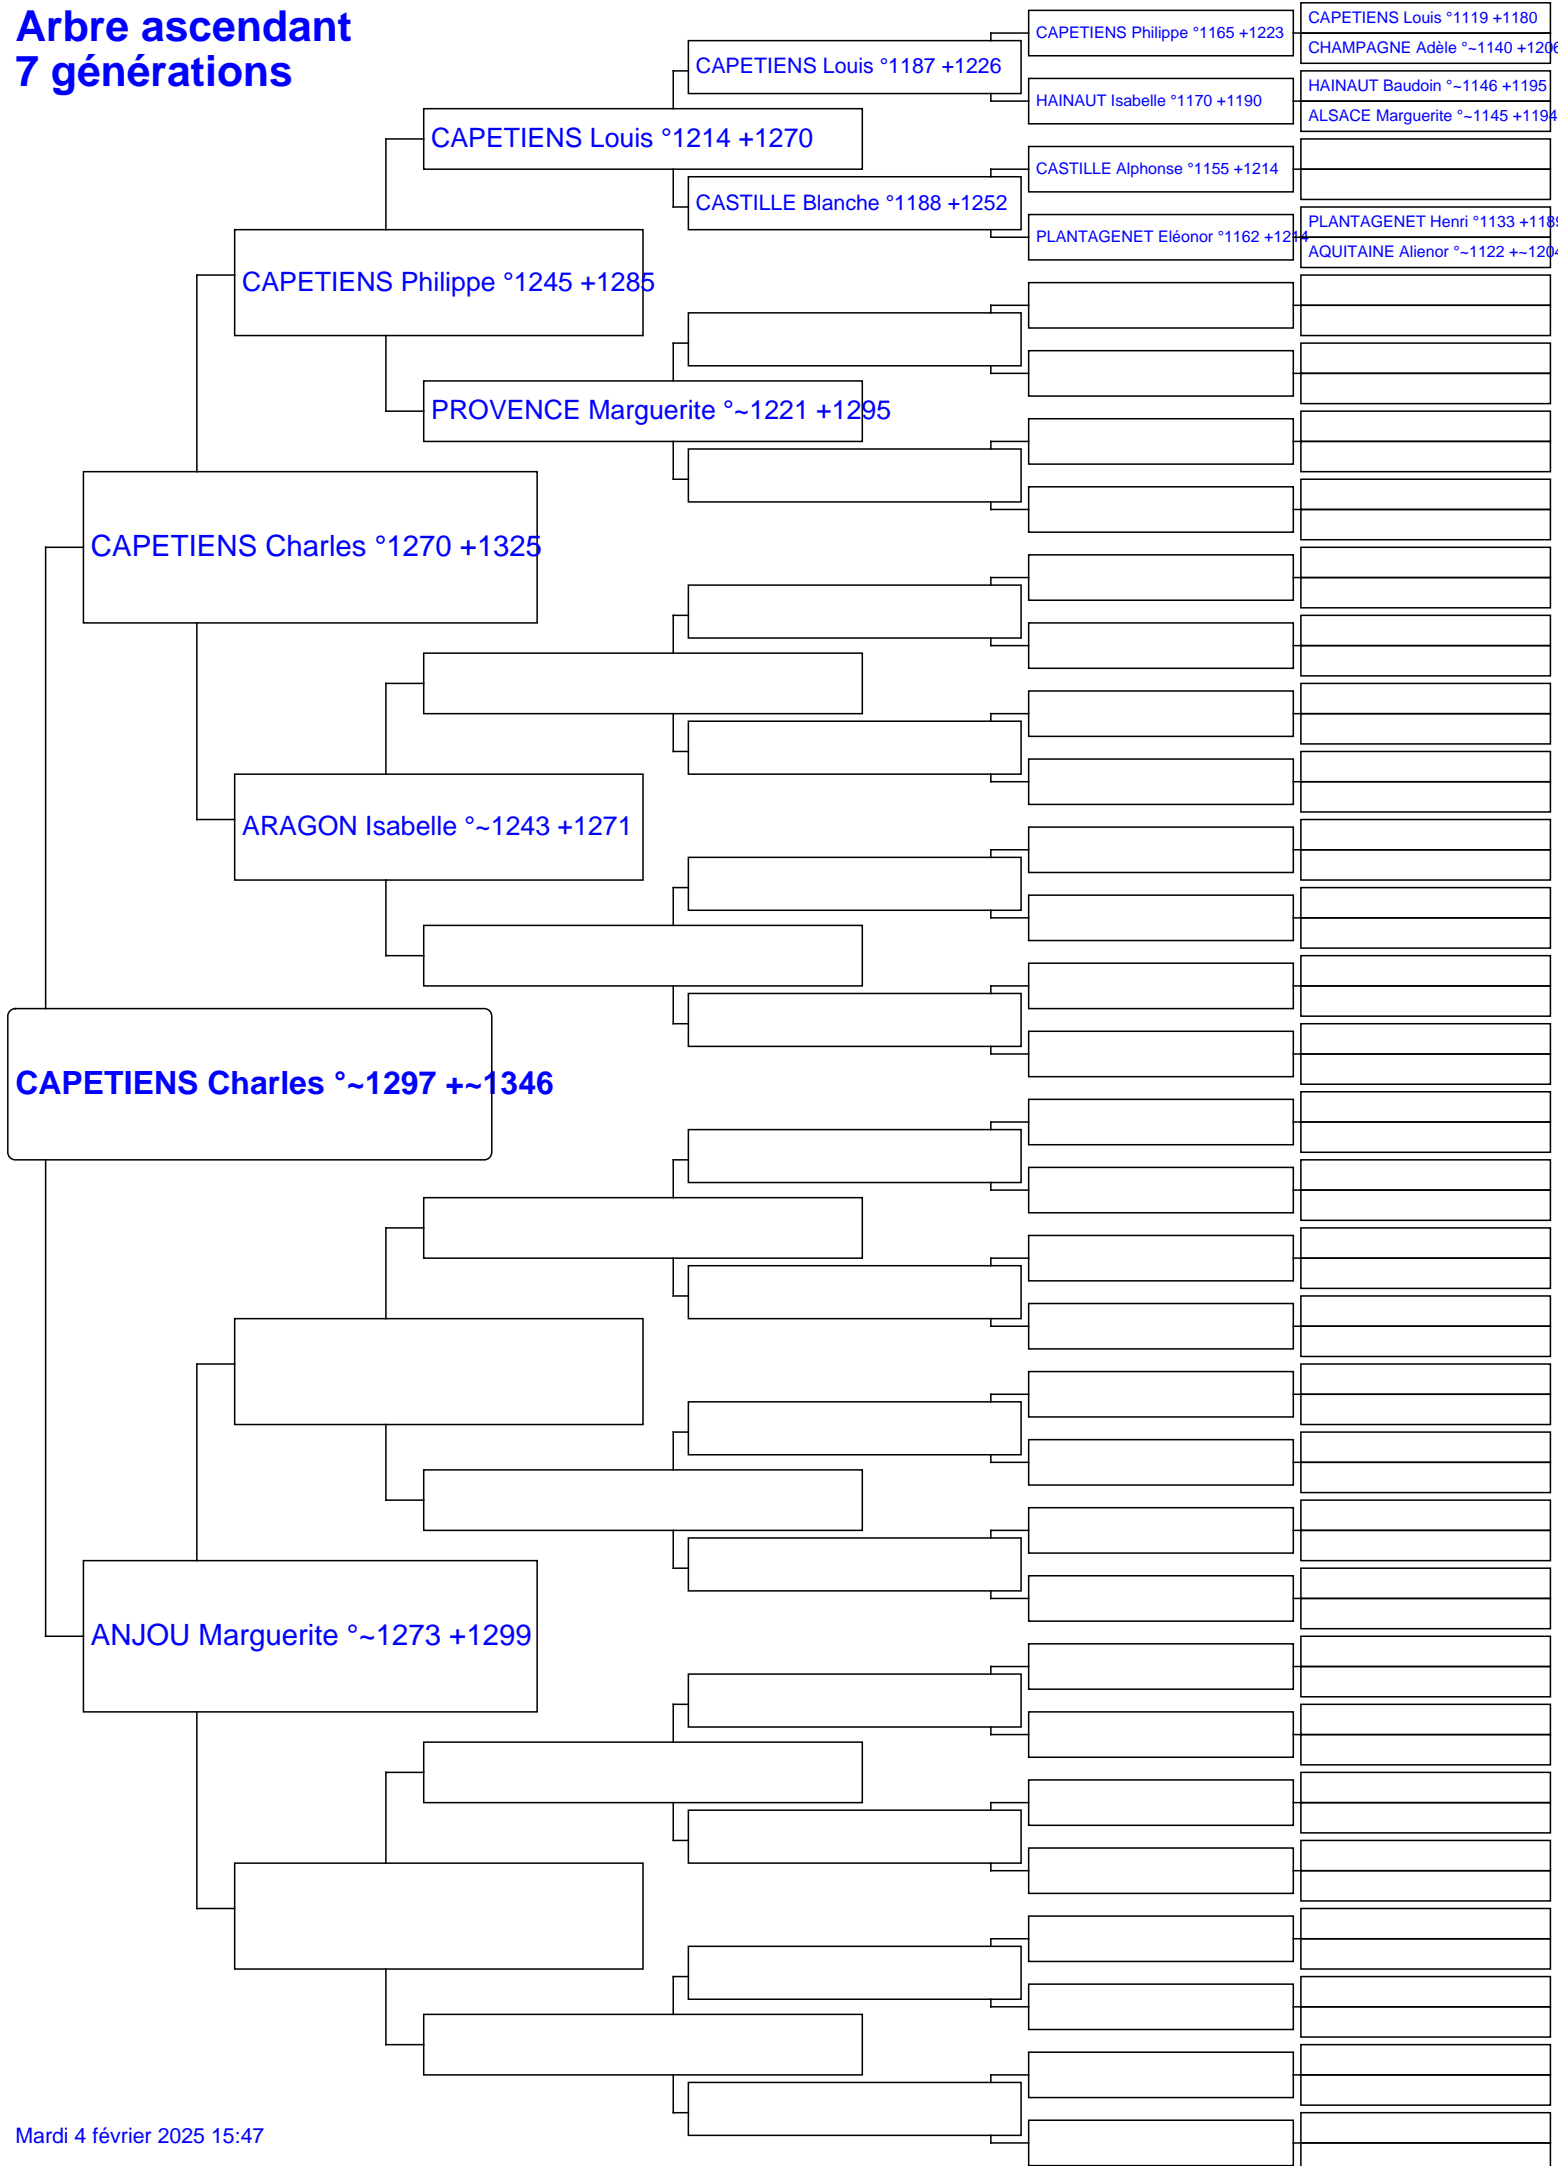 Arbre ascendant
7 générations
CAPETIENS Philippe °1165 +1223
CAPETIENS Louis °1119 +1180
CHAMPAGNE Adèle °~1140 +1206
CAPETIENS Louis °1187 +1226
HAINAUT Isabelle °1170 +1190
HAINAUT Baudoin °~1146 +1195
ALSACE Marguerite °~1145 +1194
CAPETIENS Louis °1214 +1270
CASTILLE Alphonse °1155 +1214
CASTILLE Blanche °1188 +1252
PLANTAGENET Eléonor °1162 +1214
PLANTAGENET Henri °1133 +1189
AQUITAINE Alienor °~1122 +~1204
CAPETIENS Philippe °1245 +1285
PROVENCE Marguerite °~1221 +1295
CAPETIENS Charles °1270 +1325
ARAGON Isabelle °~1243 +1271
CAPETIENS Charles °~1297 +~1346
ANJOU Marguerite °~1273 +1299
Mardi 4 février 2025 15:47